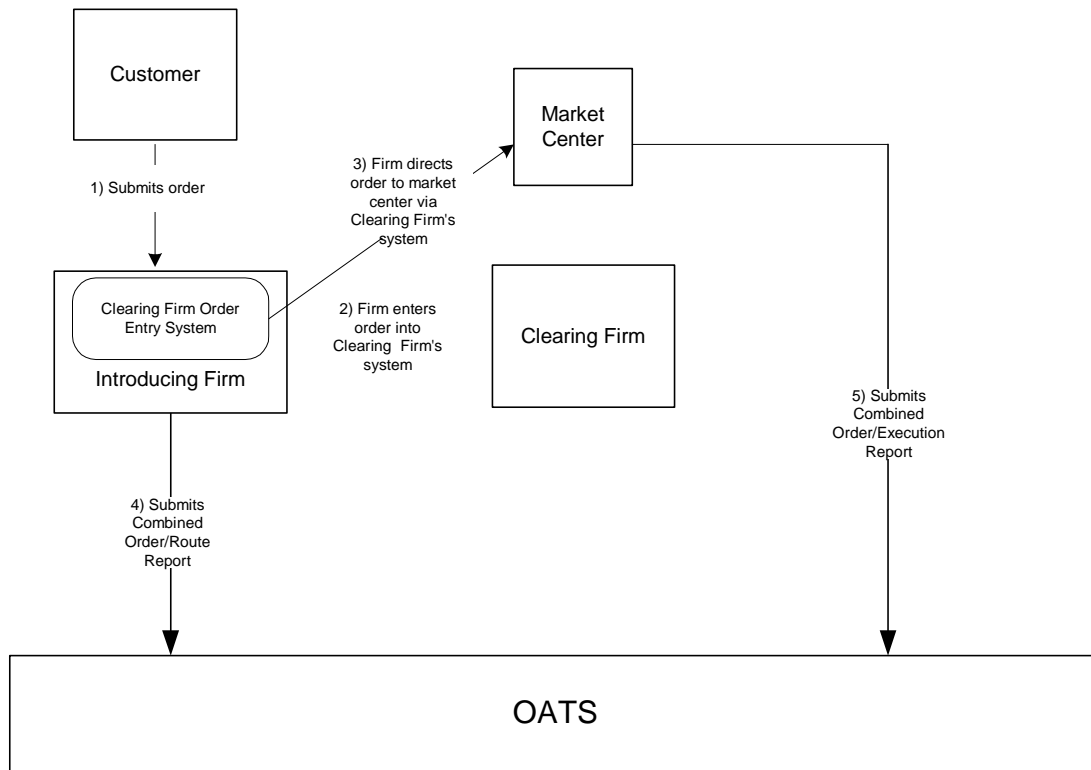 Customer
Market
Center
1) Submits order
3) Firm directs
order to market
center via
Clearing Firm's
system
Clearing Firm Order
Entry System
Introducing Firm
2) Firm enters
order into
Clearing Firm's
system
Clearing Firm
4) Submits
Combined
Order/Route
Report
5) Submits
Combined
Order/Execution
Report
OATS